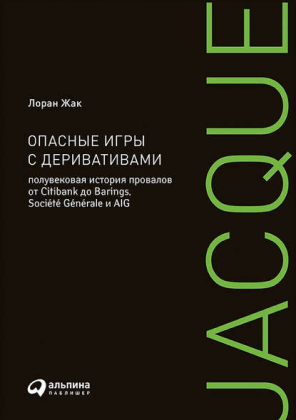 Лоран Жак
ОПАСНЫЕ ИГРЫ
С ДЕРИВАТИВАМИ
полувековая история провалов
от Citibank до Barings,
Société Générale и AIG
JACQUE
альпина
ПАБЛИШЕР